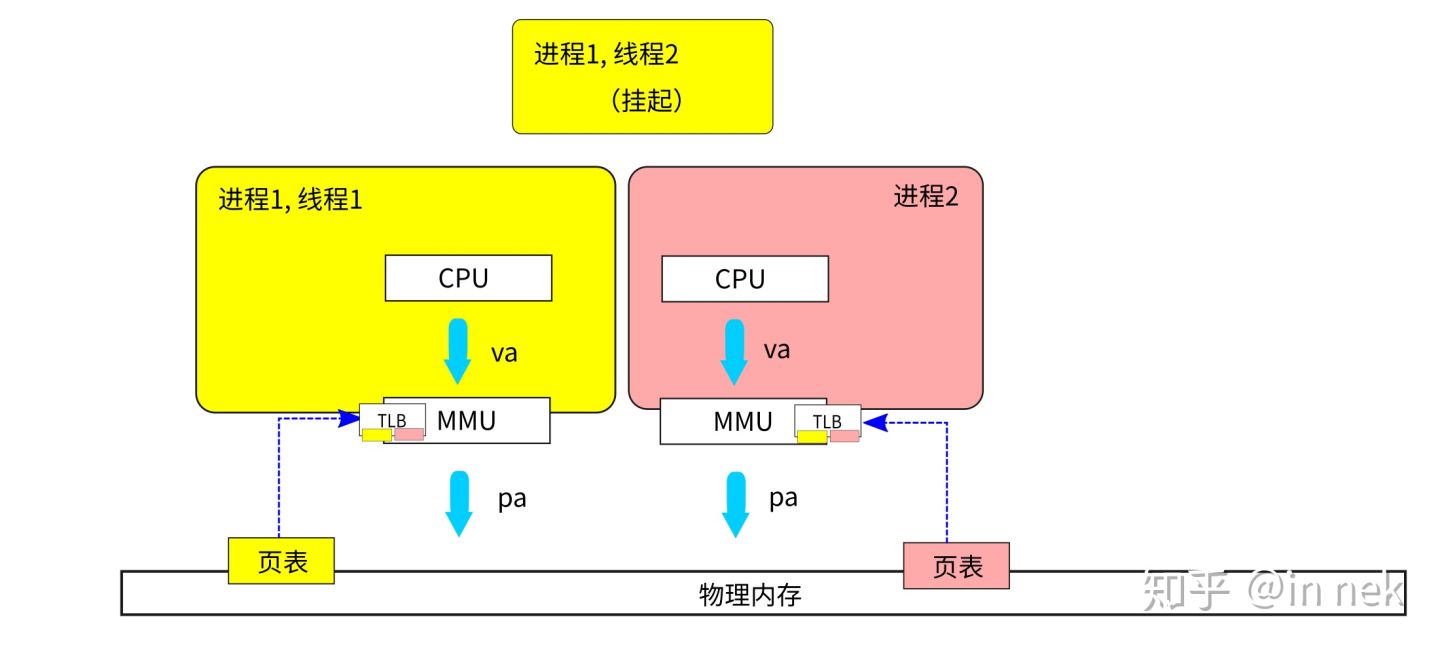 进程1, 线程2
（挂起）
进程1, 线程1
进程2
CPU
CPU
va
va
TLB
MMU
MMU
TLB
pa
pa
页表
页表
物理内存
知乎 @in nek